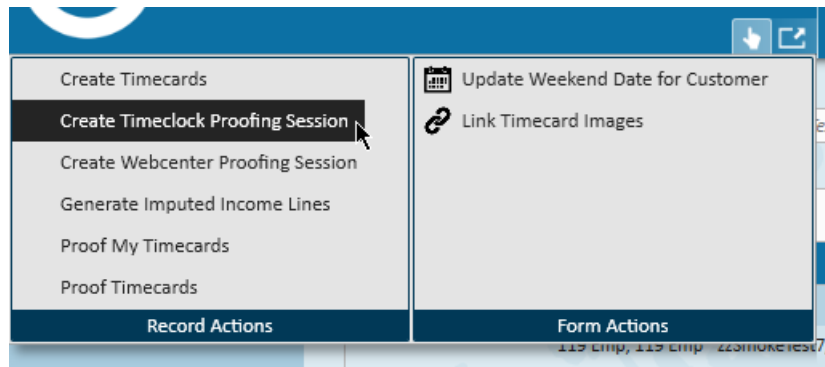 Create Timecards
Create Timeclock Proofing Session
Create Webcenter Proofing Session
Generate Imputed Income Lines
Proof My Timecards
Proof Timecards
Record Actions
Update Weekend Date for Customer
Link Timecard Images
Form Actions
119 Emp, 119 Emp zzSmokeTest7